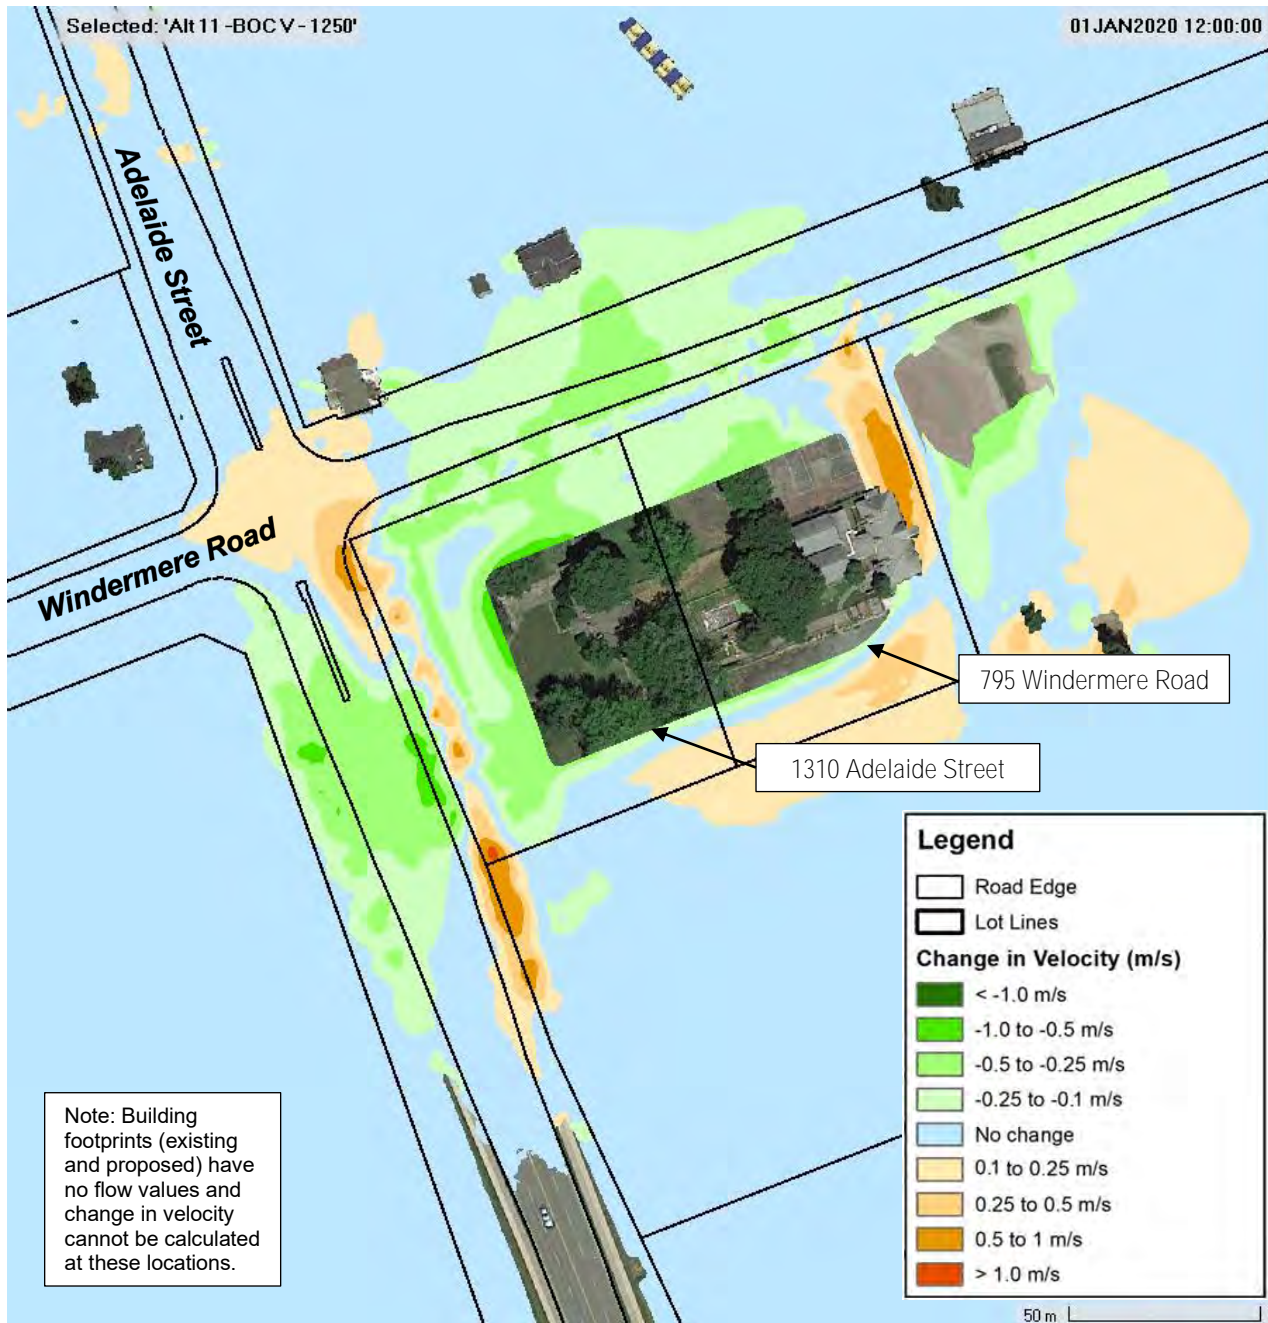 Selected: 'Alt 11 -BOC V - 1250'
01JAN2020 12:00:00
Adelaide Street
Windermere Road
795 Windermere Road
1310 Adelaide Street
Legend
Road Edge
Lot Lines
Change in Velocity (m/s)
< -1.0 m/s
-1.0 to -0.5 m/s
-0.5 to -0.25 m/s
-0.25 to -0.1 m/s
No change
0.1 to 0.25 m/s
0.25 to 0.5 m/s
0.5 to 1 m/s
> 1.0 m/s
Note: Building
footprints (existing
and proposed) have
no flow values and
change in velocity
cannot be calculated
at these locations.
50 m